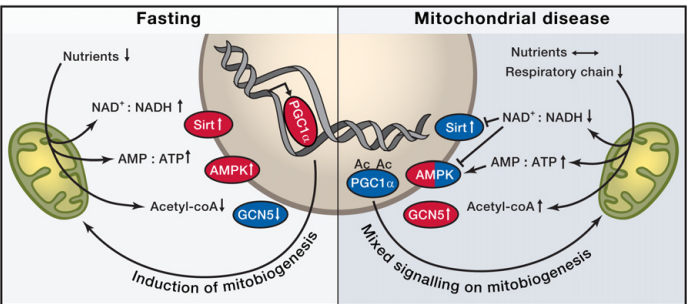 Fasting
Nutrients ↓
NAD⁺ : NADH ↑
Sirt↑
AMP : ATP↑
AMPK↑
Acetyl-coA↓
GCN5↓
PGC1α
Induction of mitobiogenesis
Mitochondrial disease
Nutrients ↔
Respiratory chain ↓
Sirt↑
NAD⁺ : NADH ↓
Ac Ac
PGC1α
AMPK
AMP : ATP ↑
GCN5↑
Acetyl-coA↑
Mixed signalling on mitobiogenesis